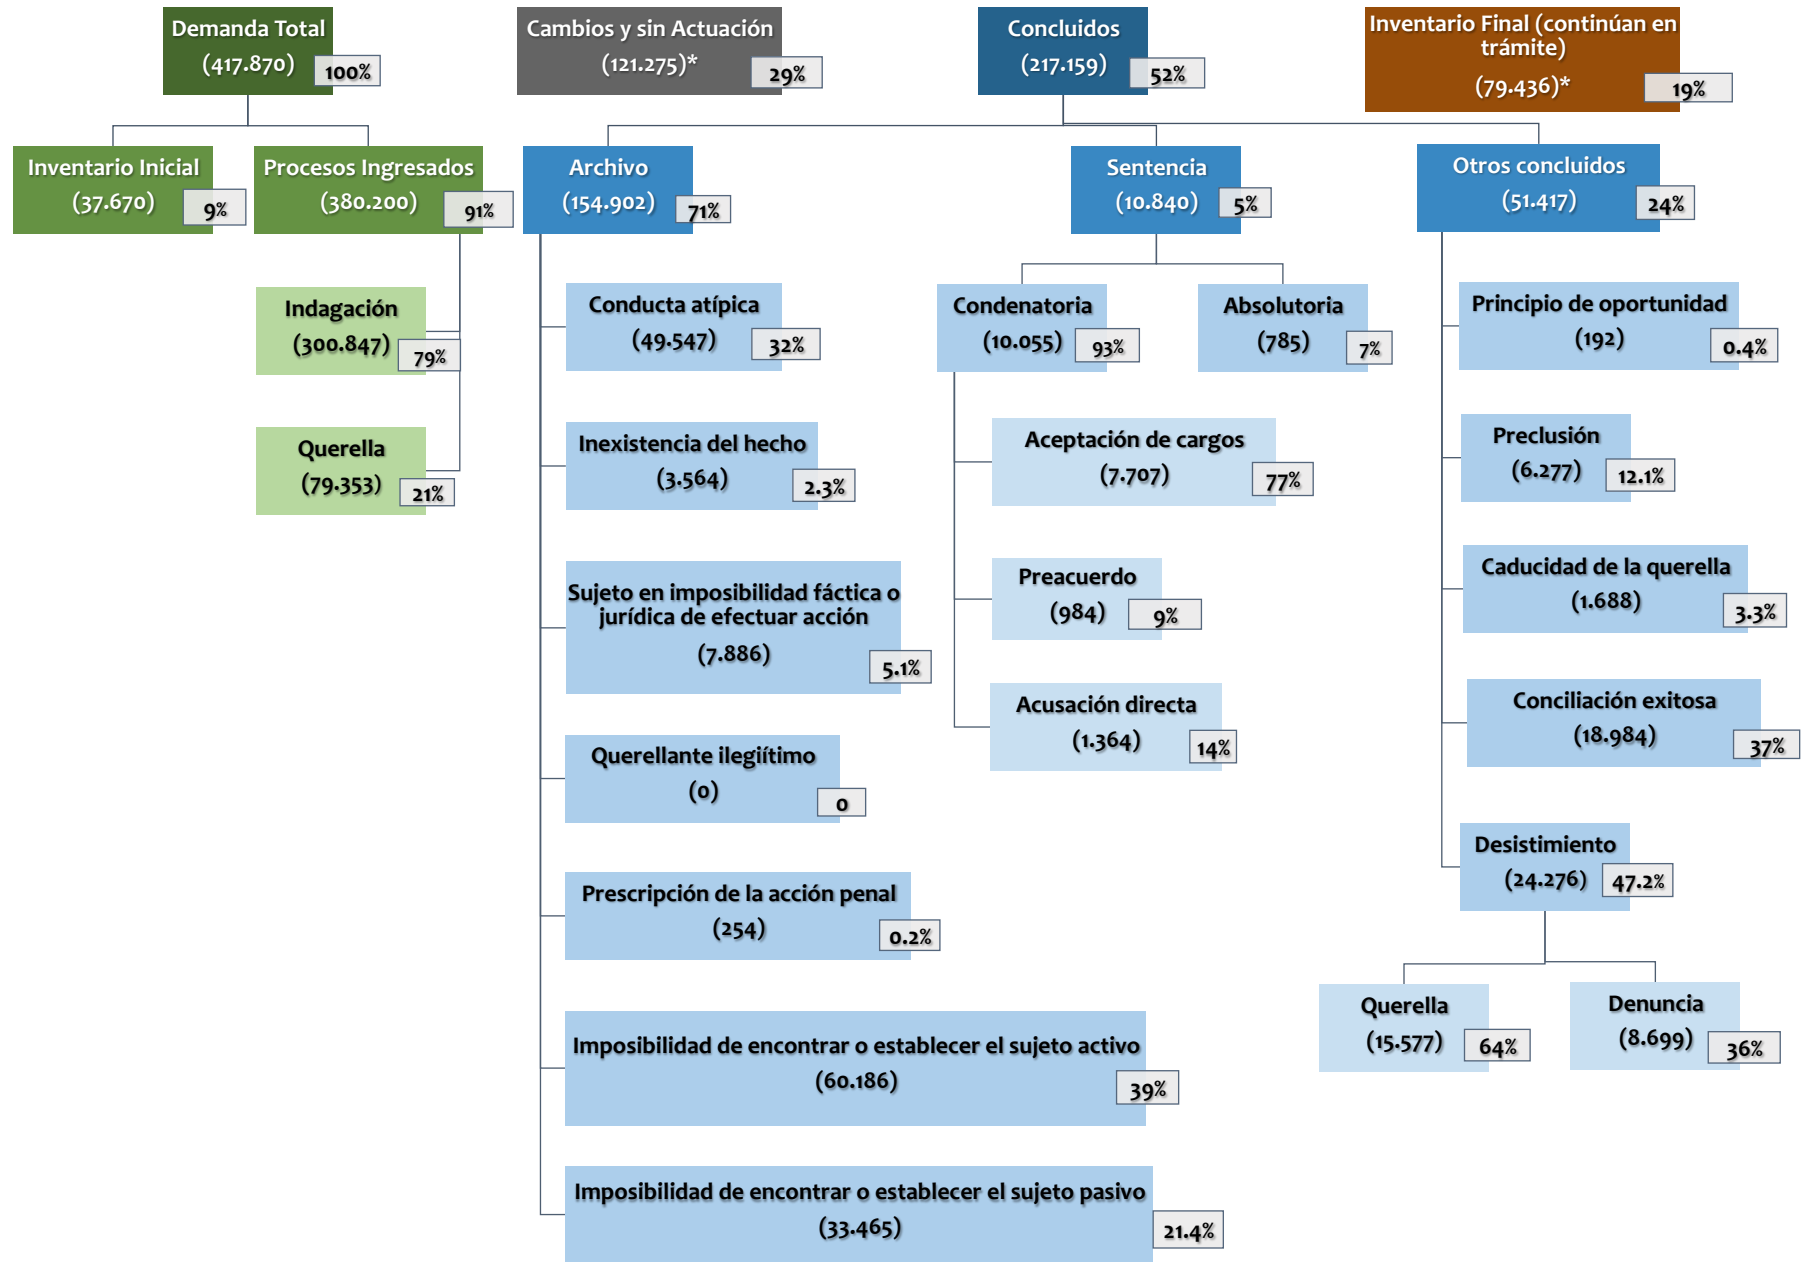 Demanda Total
(417.870)
100%
Cambios y sin Actuación
(121.275)*
29%
Concluidos
(217.159)
52%
Inventario Final (continúan en
trámite)
(79.436)*
19%
Inventario Inicial
(37.670)
9%
Procesos Ingresados
(380.200)
91%
Archivo
(154.902)
71%
Sentencia
(10.840)
5%
Otros concluidos
(51.417)
24%
Indagación
(300.847)
79%
Querella
(79.353)
21%
Conducta atípica
(49.547)
32%
Inexistencia del hecho
(3.564)
2.3%
Sujeto en imposibilidad fáctica o
jurídica de efectuar acción
(7.886)
5.1%
Querellante ilegiítimo
(0)
0
Prescripción de la acción penal
(254)
0.2%
Imposibilidad de encontrar o establecer el sujeto activo
(60.186)
39%
Imposibilidad de encontrar o establecer el sujeto pasivo
(33.465)
21.4%
Condenatoria
(10.055)
93%
Absolutoria
(785)
7%
Aceptación de cargos
(7.707)
77%
Preacuerdo
(984)
9%
Acusación directa
(1.364)
14%
Principio de oportunidad
(192)
0.4%
Preclusión
(6.277)
12.1%
Caducidad de la querella
(1.688)
3.3%
Conciliación exitosa
(18.984)
37%
Desistimiento
(24.276)
47.2%
Querella
(15.577)
64%
Denuncia
(8.699)
36%